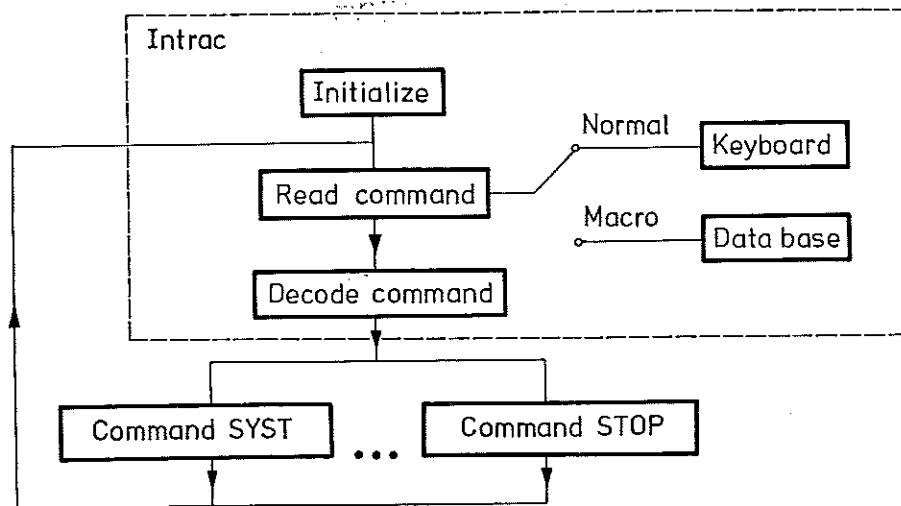 Intrac
Initialize
Normal
Keyboard
Read command
Macro
Data base
Decode command
Command SYST
Command STOP